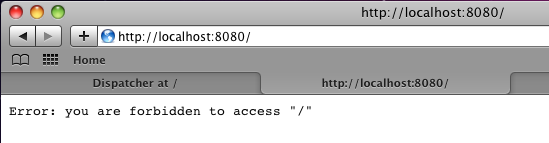 http://localhost:8080/
http://localhost:8080/
Home
Dispatcher at / http://localhost:8080/
Error: you are forbidden to access "/"